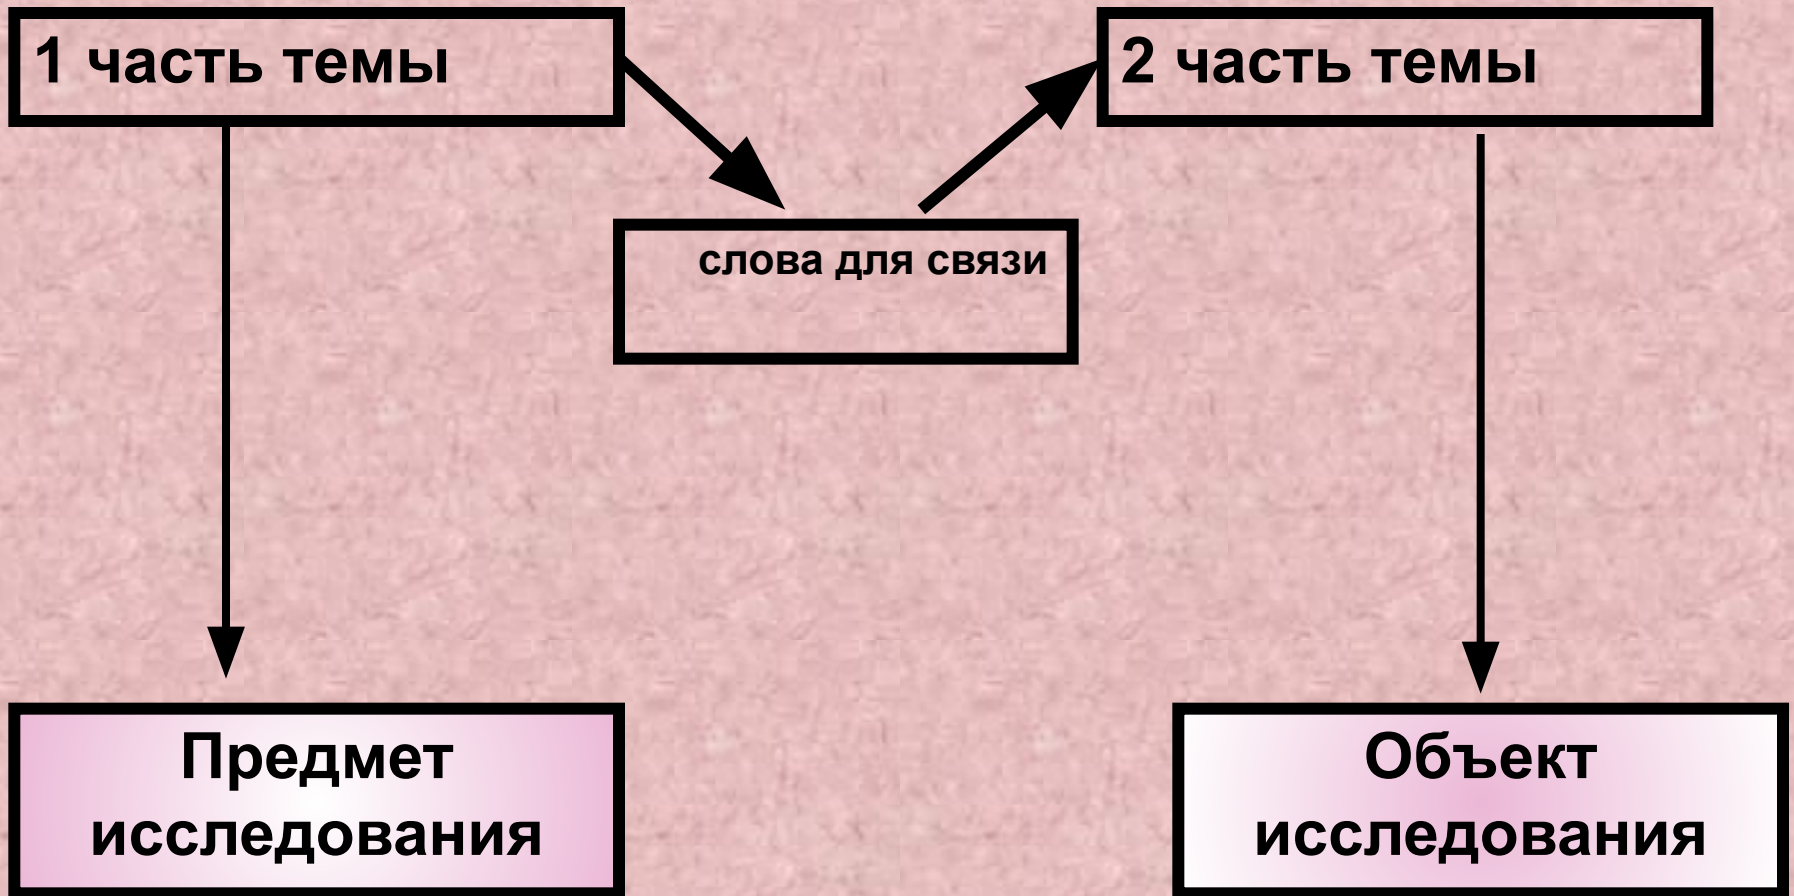 1 часть темы
2 часть темы
слова для связи
Предмет
исследования
Объект
исследования